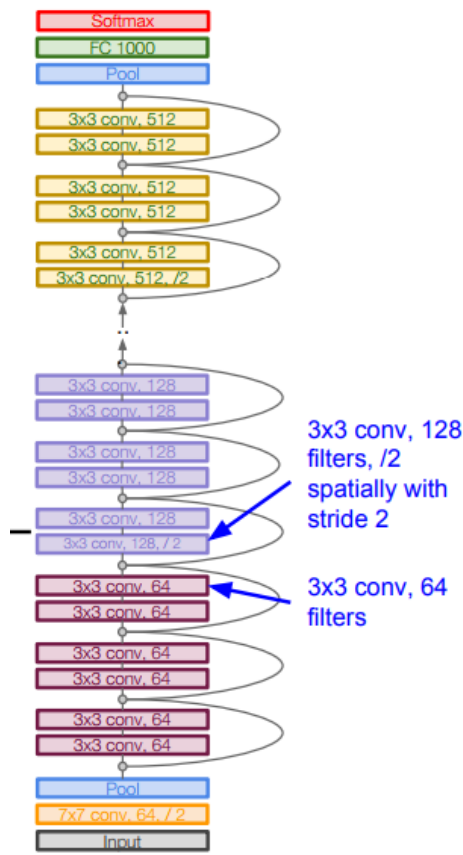 Softmax
FC 1000
Pool
3x3 conv, 512
3x3 conv, 512
3x3 conv, 512
3x3 conv, 512
3x3 conv, 512
3x3 conv, 512, /2
..
3x3 conv, 128
3x3 conv, 128
3x3 conv, 128
3x3 conv, 128
3x3 conv, 128
3x3 conv, 128, / 2
3x3 conv, 128
filters, /2
spatially with
stride 2
3x3 conv, 64
3x3 conv, 64
3x3 conv, 64
3x3 conv, 64
3x3 conv, 64
3x3 conv, 64
3x3 conv, 64
filters
Pool
7x7 conv, 64, / 2
Input